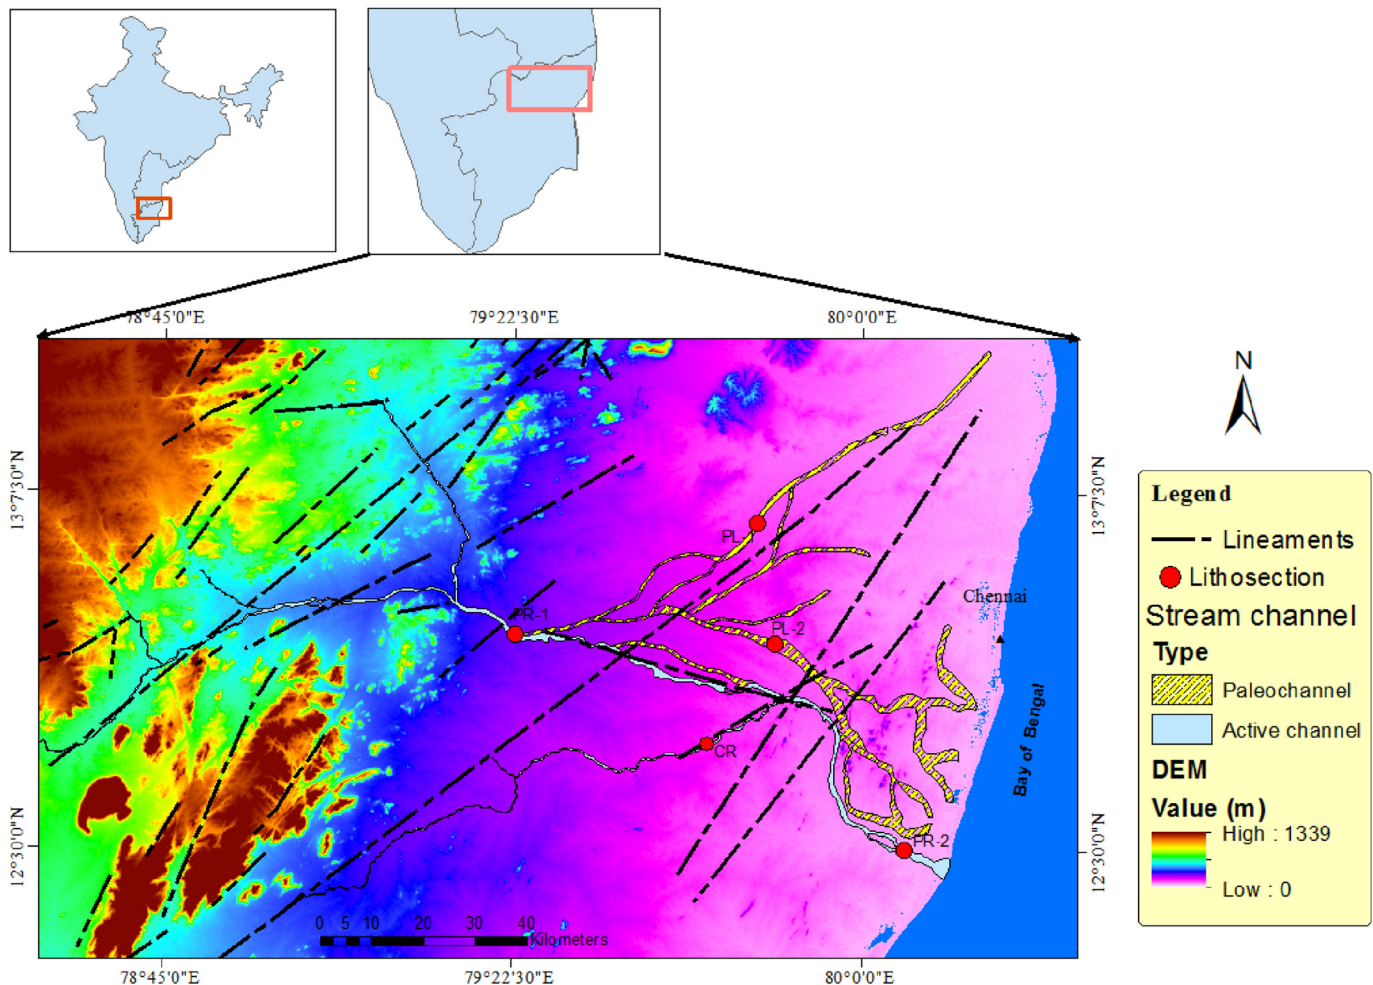 78°45'0"E 79°22'30"E 80°0'0"E
N
13°7'30"N
13°7'30"N
Legend
Lineaments
Lithosection
Stream channel
Type
Paleochannel
Active channel
DEM
Value (m)
High : 1339
Low : 0
PL
PR-1
Chennai
PL-2
CR
Bay of Bengal
PR-2
12°30'0"N
12°30'0"N
0 5 10 20 30 40
Kilometers
78°45'0"E 79°22'30"E 80°0'0"E